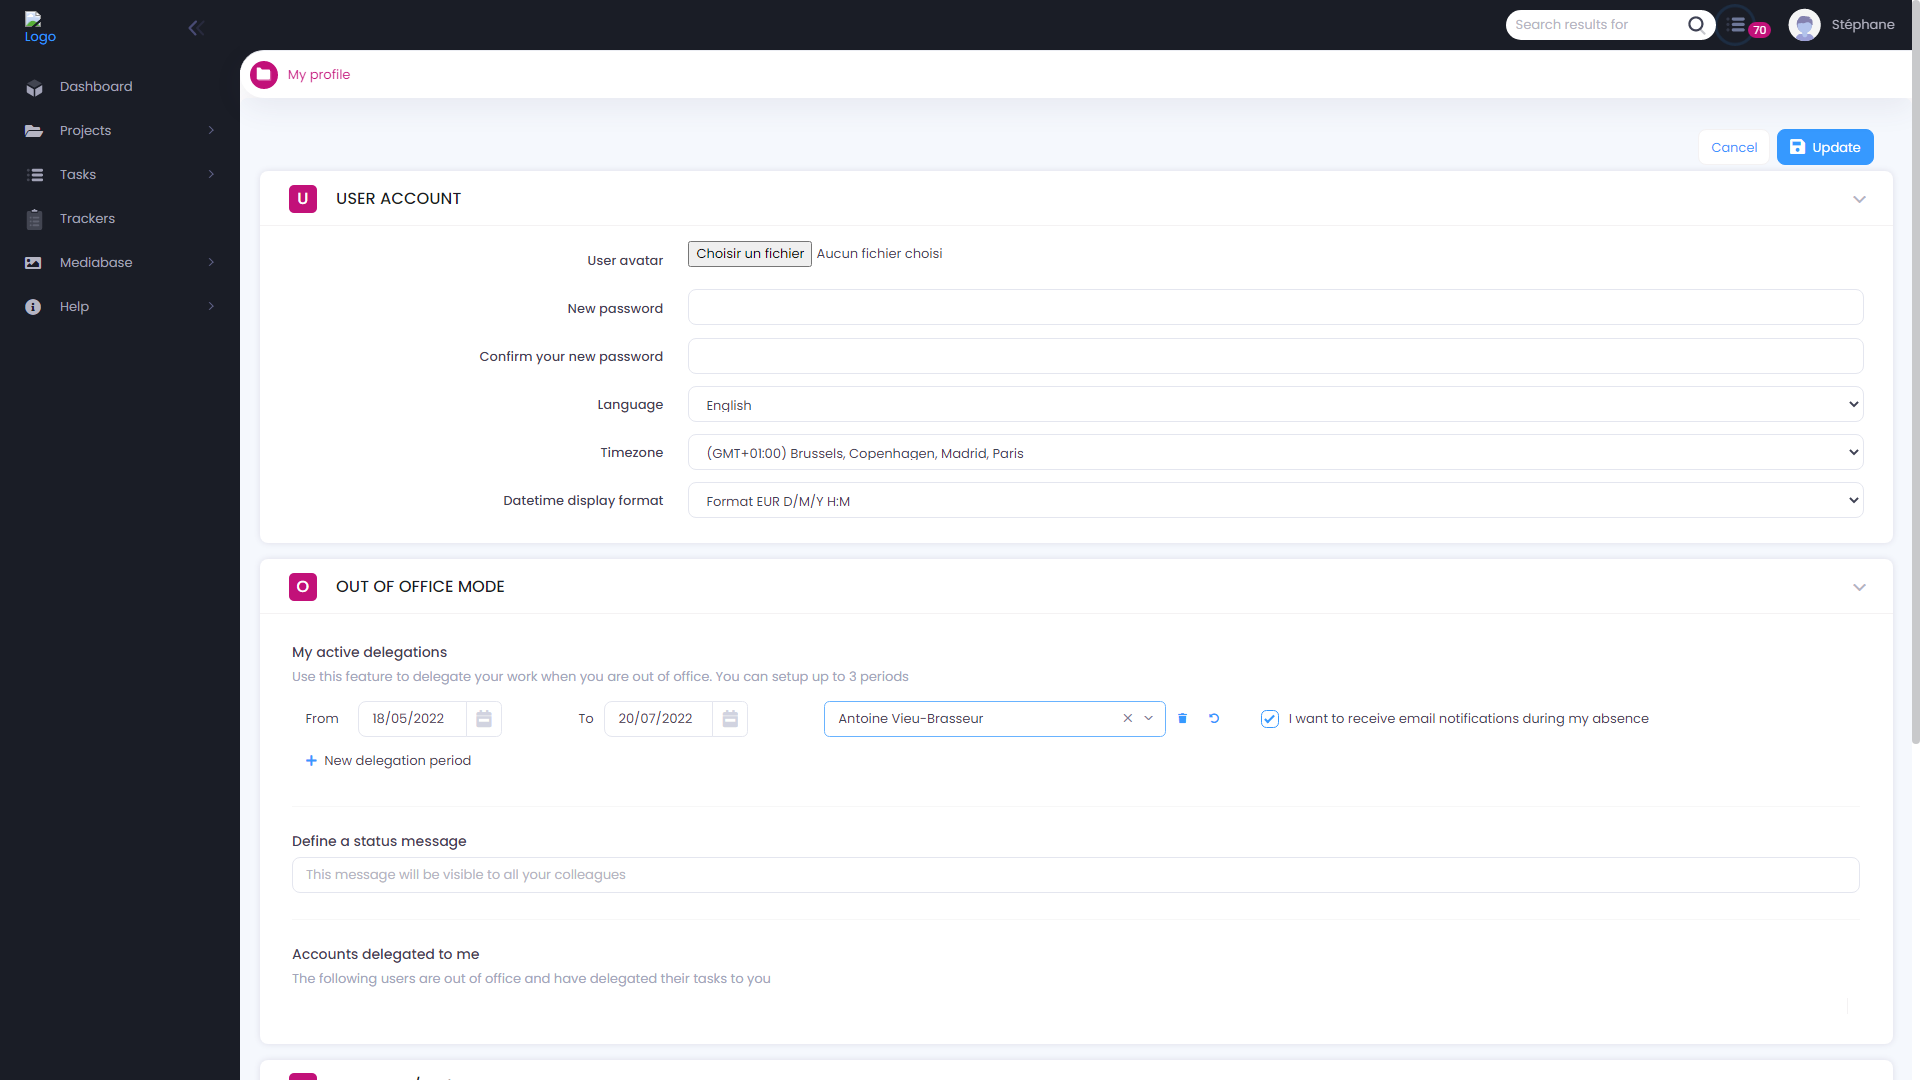 Logo
Search results for
70
Stéphane
Dashboard
Projects
Tasks
Trackers
Mediabase
Help
My profile
Cancel
Update
U USER ACCOUNT
User avatar Choisir un fichier Aucun fichier choisi
New password
Confirm your new password
Language English
Timezone (GMT+01:00) Brussels, Copenhagen, Madrid, Paris
Datetime display format Format EUR D/M/Y H:M
O OUT OF OFFICE MODE
My active delegations
Use this feature to delegate your work when you are out of office. You can setup up to 3 periods
From 18/05/2022 To 20/07/2022 Antoine Vieu-Brasseur I want to receive email notifications during my absence
New delegation period
Define a status message
This message will be visible to all your colleagues
Accounts delegated to me
The following users are out of office and have delegated their tasks to you